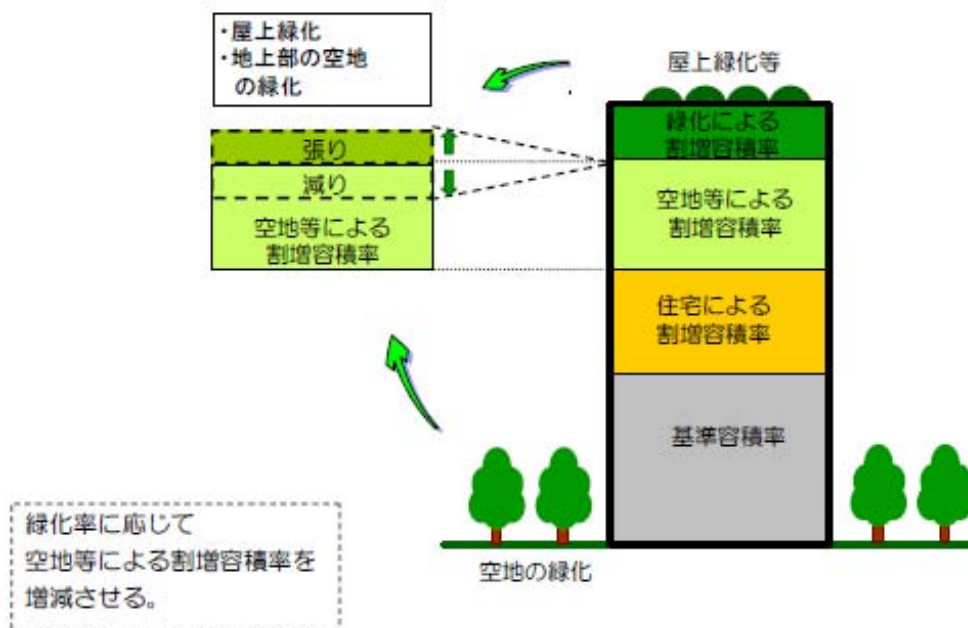 ・屋上緑化
・地上部の空地
の緑化
屋上緑化等
緑化による
割増容積率
張り
減り
空地等による
割増容積率
空地等による
割増容積率
住宅による
割増容積率
基準容積率
空地の緑化
緑化率に応じて
空地等による割増容積率を
増減させる。